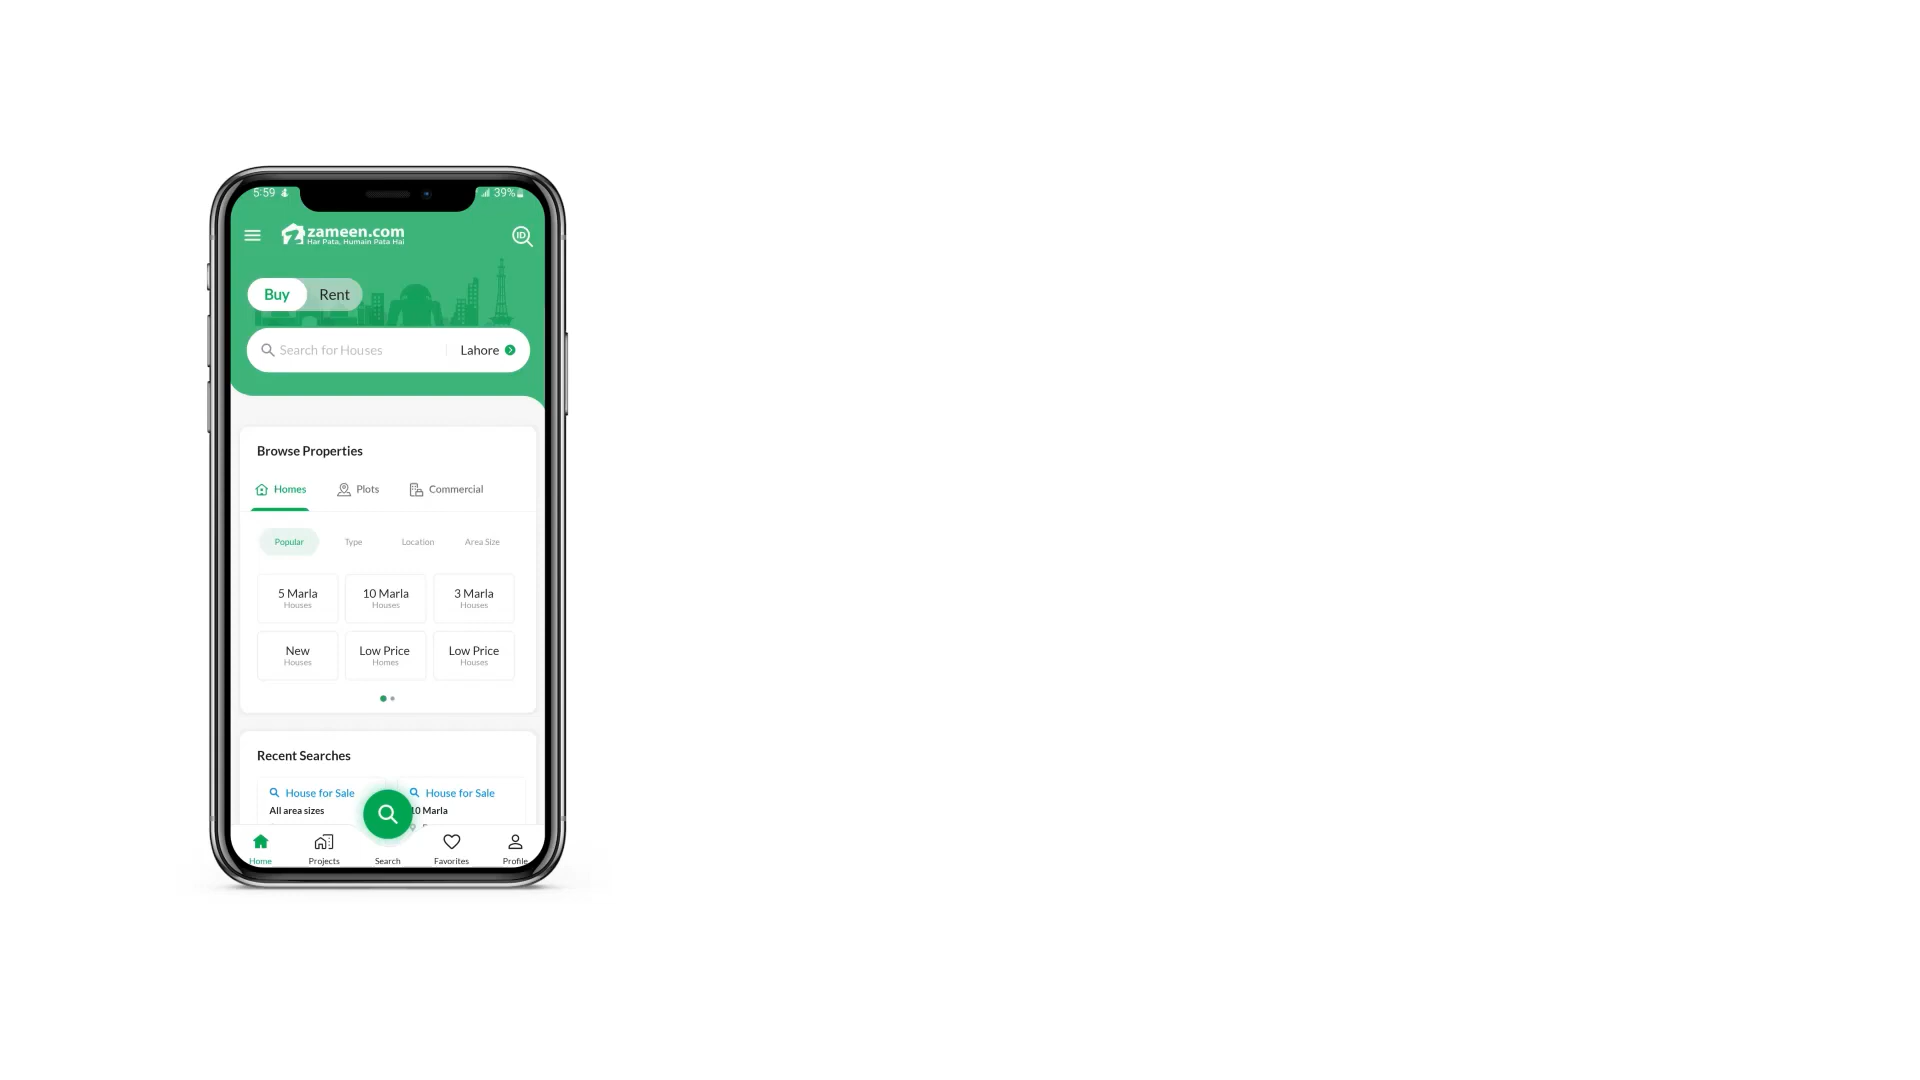 5:59
39%
zameen.com
Har Pata, Humain Pata Hai
ID
Buy Rent
Search for Houses Lahore
Browse Properties
Homes Plots Commercial
Popular Type Location Area Size
5 Marla 10 Marla 3 Marla
Houses Houses Houses
New Low Price Low Price
Houses Homes Houses
Recent Searches
House for Sale House for Sale
All area sizes 10 Marla
Home Projects Search Favorites Profile